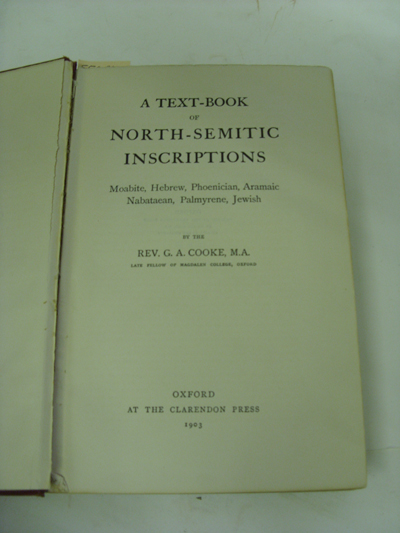 A TEXT-BOOK
OF
NORTH-SEMITIC
INSCRIPTIONS
Moabite, Hebrew, Phoenician, Aramaic
Nabataean, Palmyrene, Jewish
BY THE
REV. G. A. COOKE, M.A.
LATE FELLOW OF MAGDALEN COLLEGE, OXFORD
OXFORD
AT THE CLARENDON PRESS
1903